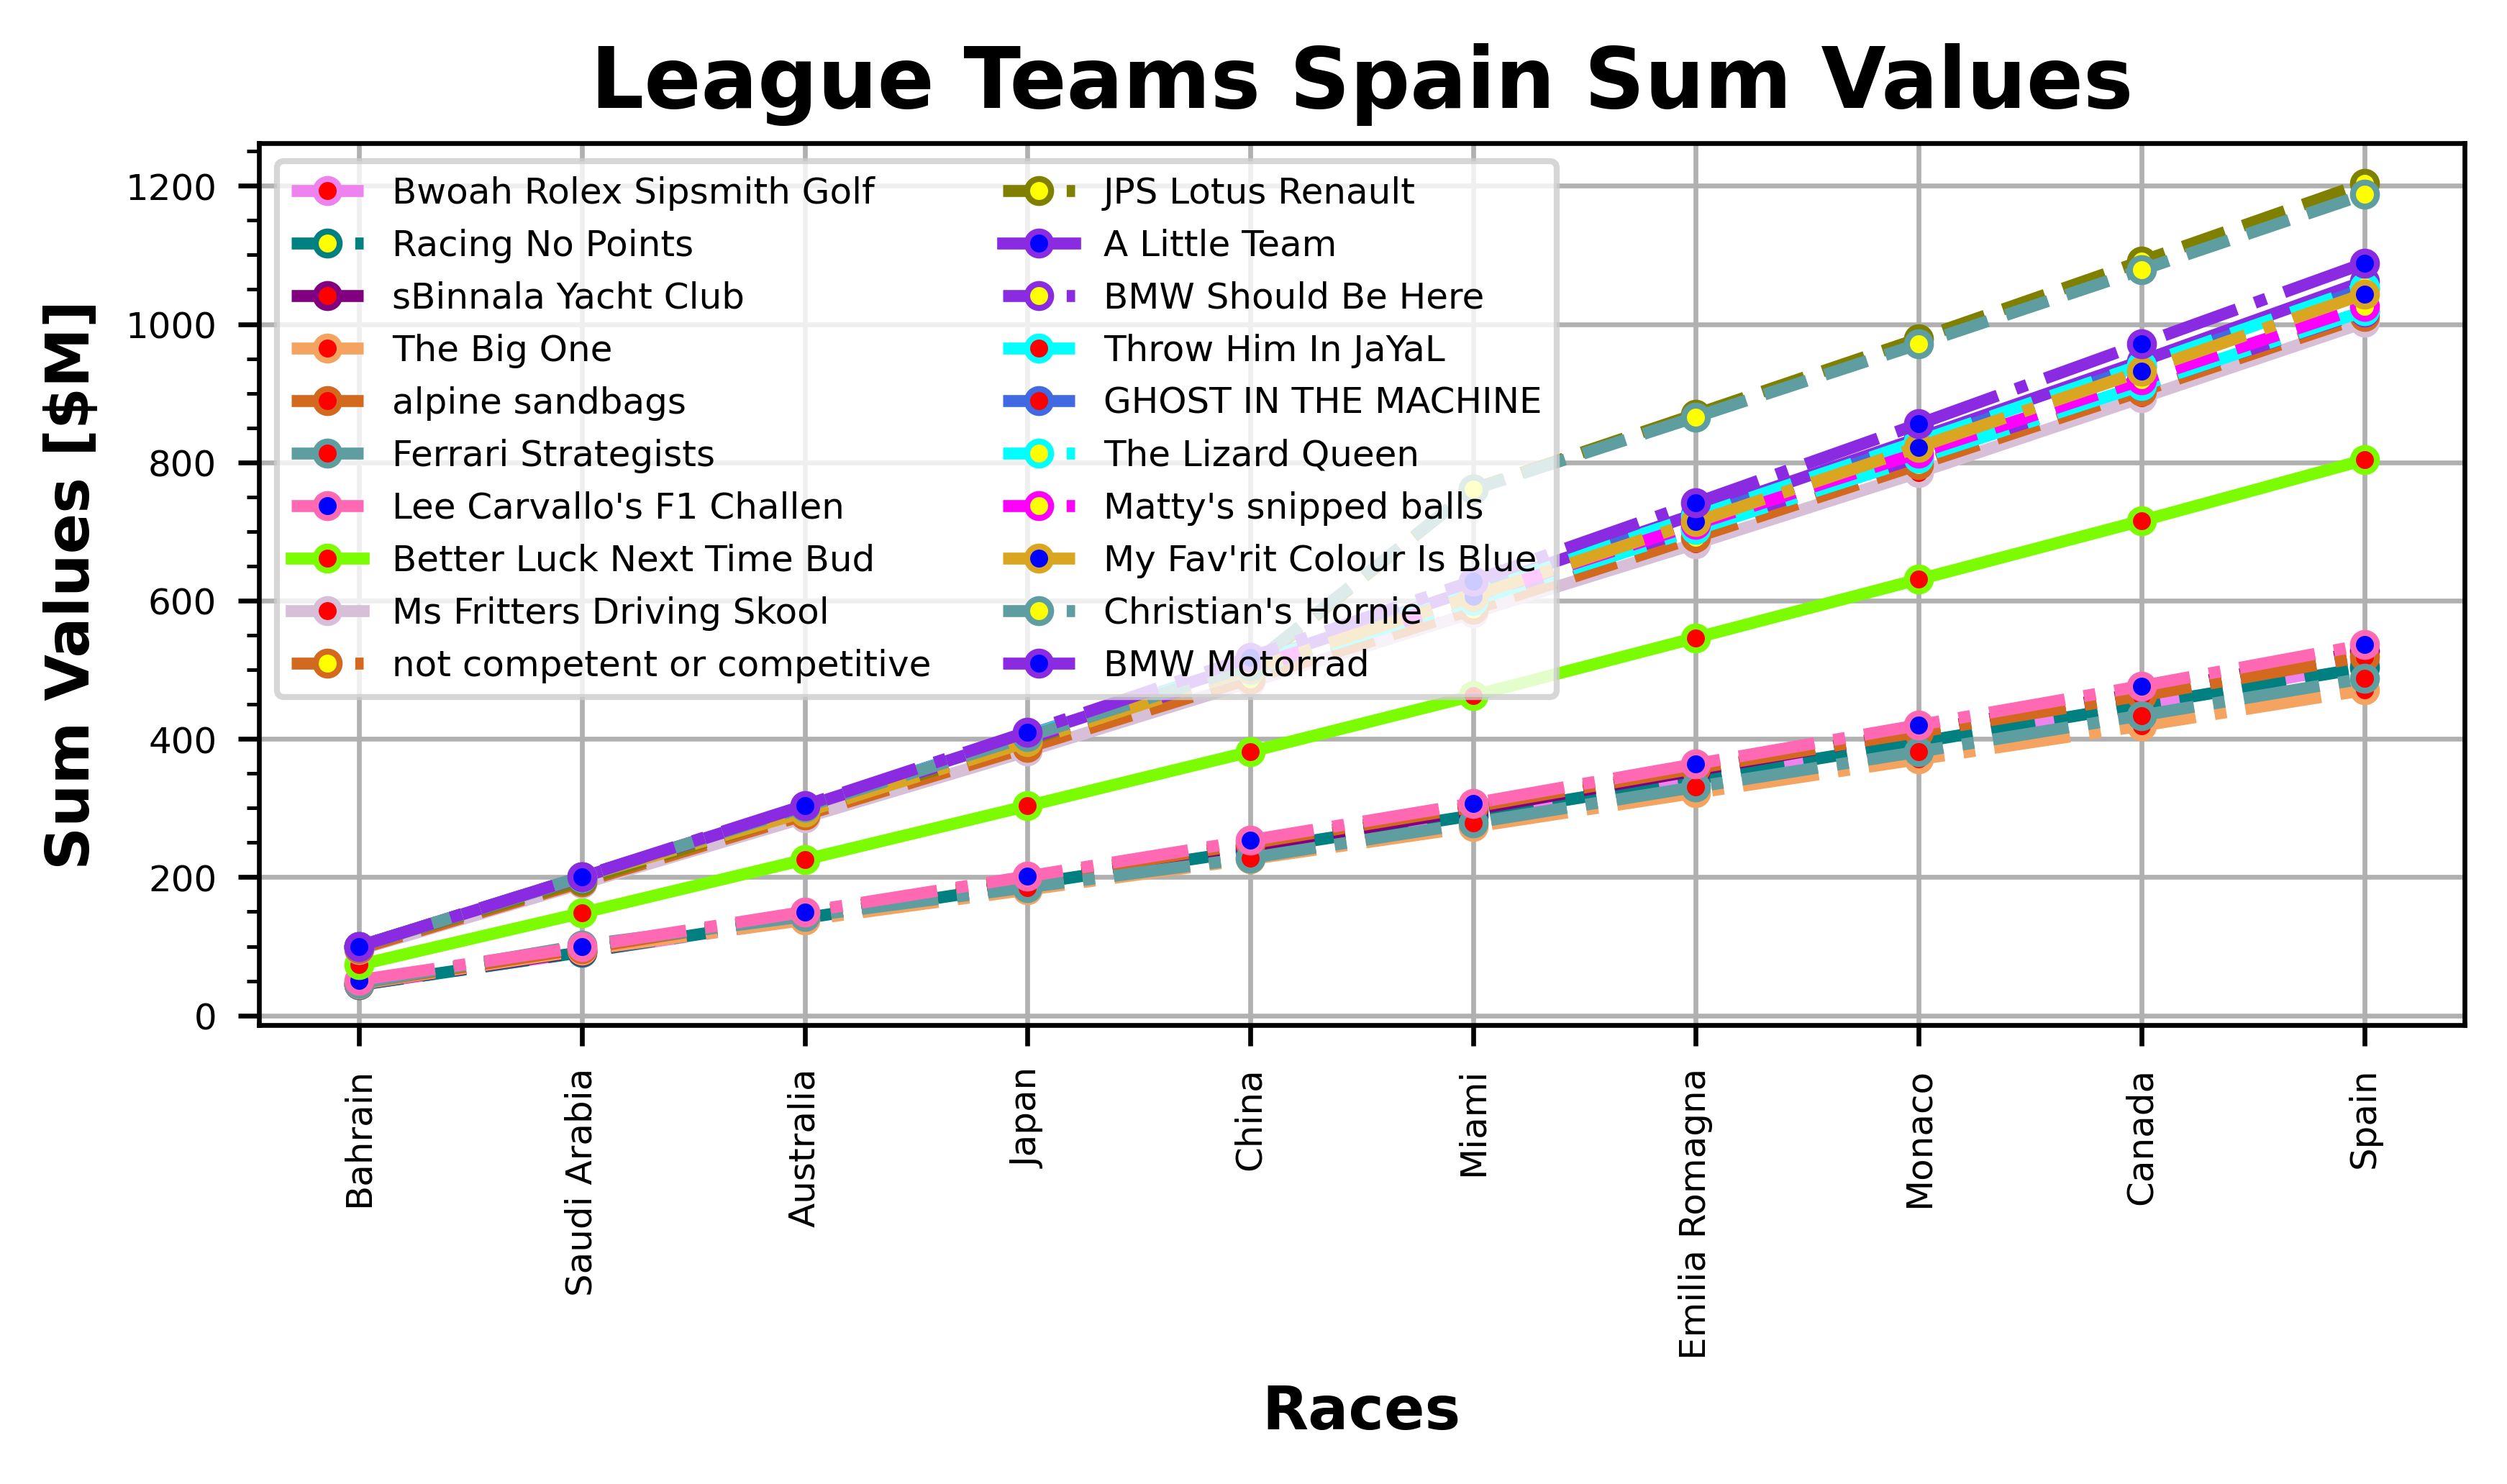 League Teams Spain Sum Values
Sum Values [$M]
1200
1000
800
600
400
200
0
Bwoah Rolex Sipsmith Golf
Racing No Points
sBinnala Yacht Club
The Big One
alpine sandbags
Ferrari Strategists
Lee Carvallo's F1 Challen
Better Luck Next Time Bud
Ms Fritters Driving Skool
not competent or competitive
JPS Lotus Renault
A Little Team
BMW Should Be Here
Throw Him In JaYaL
GHOST IN THE MACHINE
The Lizard Queen
Matty's snipped balls
My Fav'rit Colour Is Blue
Christian's Hornie
BMW Motorrad
Bahrain
Saudi Arabia
Australia
Japan
China
Miami
Emilia Romagna
Monaco
Canada
Spain
Races